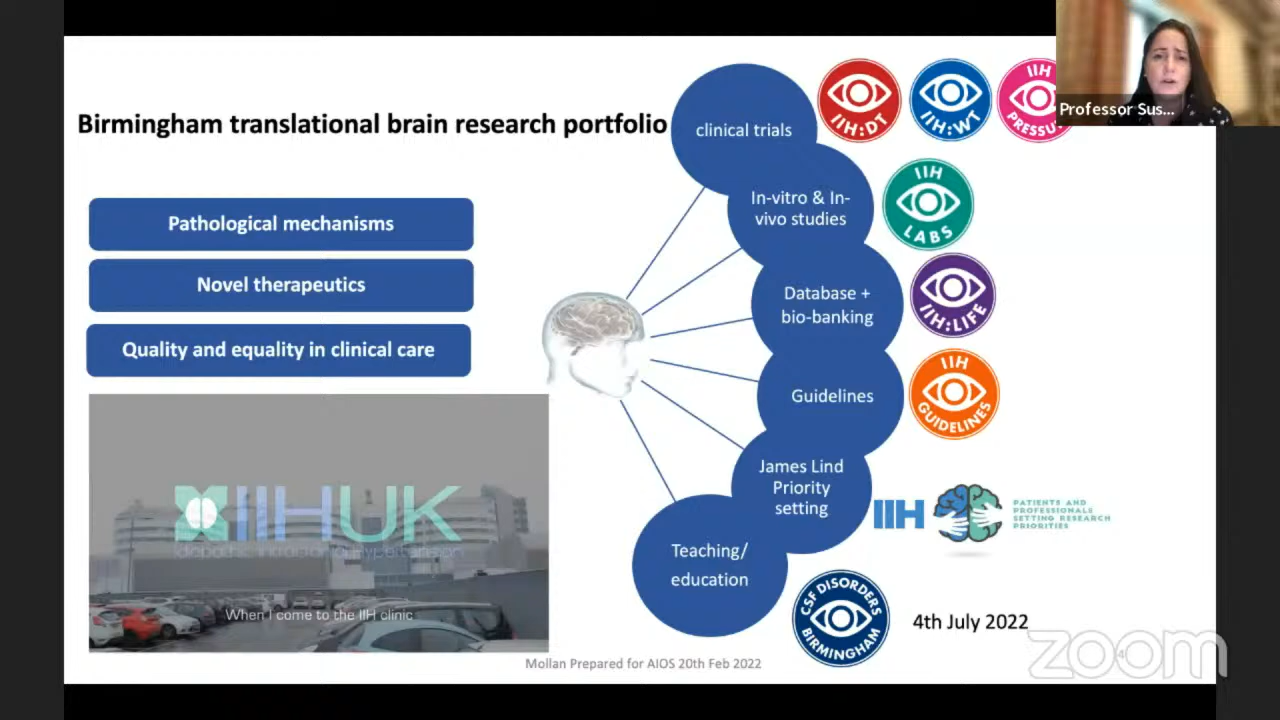 Birmingham translational brain research portfolio
Pathological mechanisms
Novel therapeutics
Quality and equality in clinical care
IIHUK
Idiopathic Intracranial Hypertension
When I come to the IIH clinic
clinical trials
In-vitro & In-
vivo studies
Database +
bio-banking
Guidelines
James Lind
Priority
setting
Teaching/
education
IIH:DT
IIH:WT
IIH
PRESSU
IIH
LABS
IIH:LIFE
IIH
GUIDELINES
IIH
PATIENTS AND
PROFESSIONALS
SETTING RESEARCH
PRIORITIES
CSF DISORDERS
BIRMINGHAM
4th July 2022
Mollan Prepared for AIOS 20th Feb 2022
4
zoom
Professor Sus...